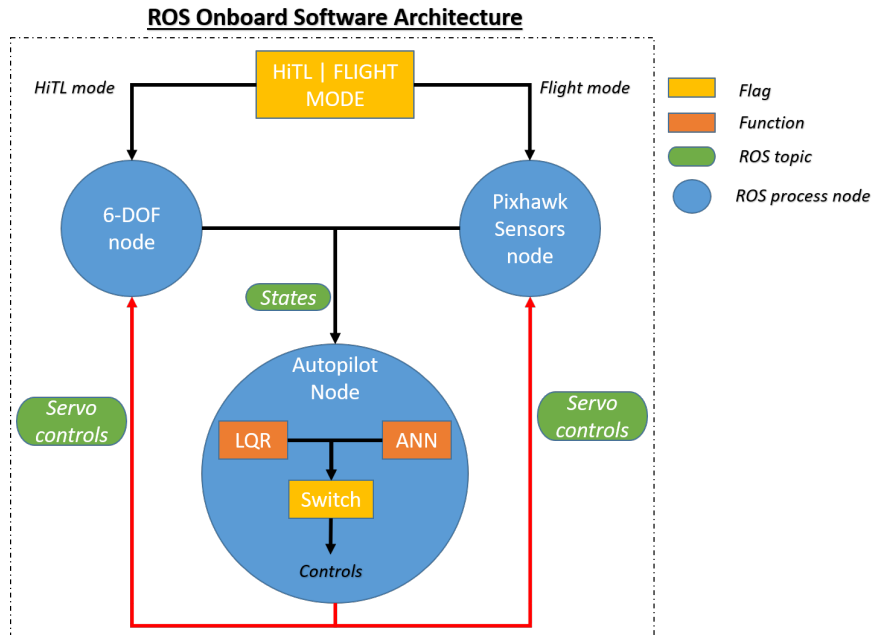 ROS Onboard Software Architecture
HiTL | FLIGHT
MODE
HiTL mode
Flight mode
Flag
Function
ROS topic
ROS process node
6-DOF
node
Pixhawk
Sensors
node
States
Autopilot
Node
Servo
controls
Servo
controls
LQR
ANN
Switch
Controls